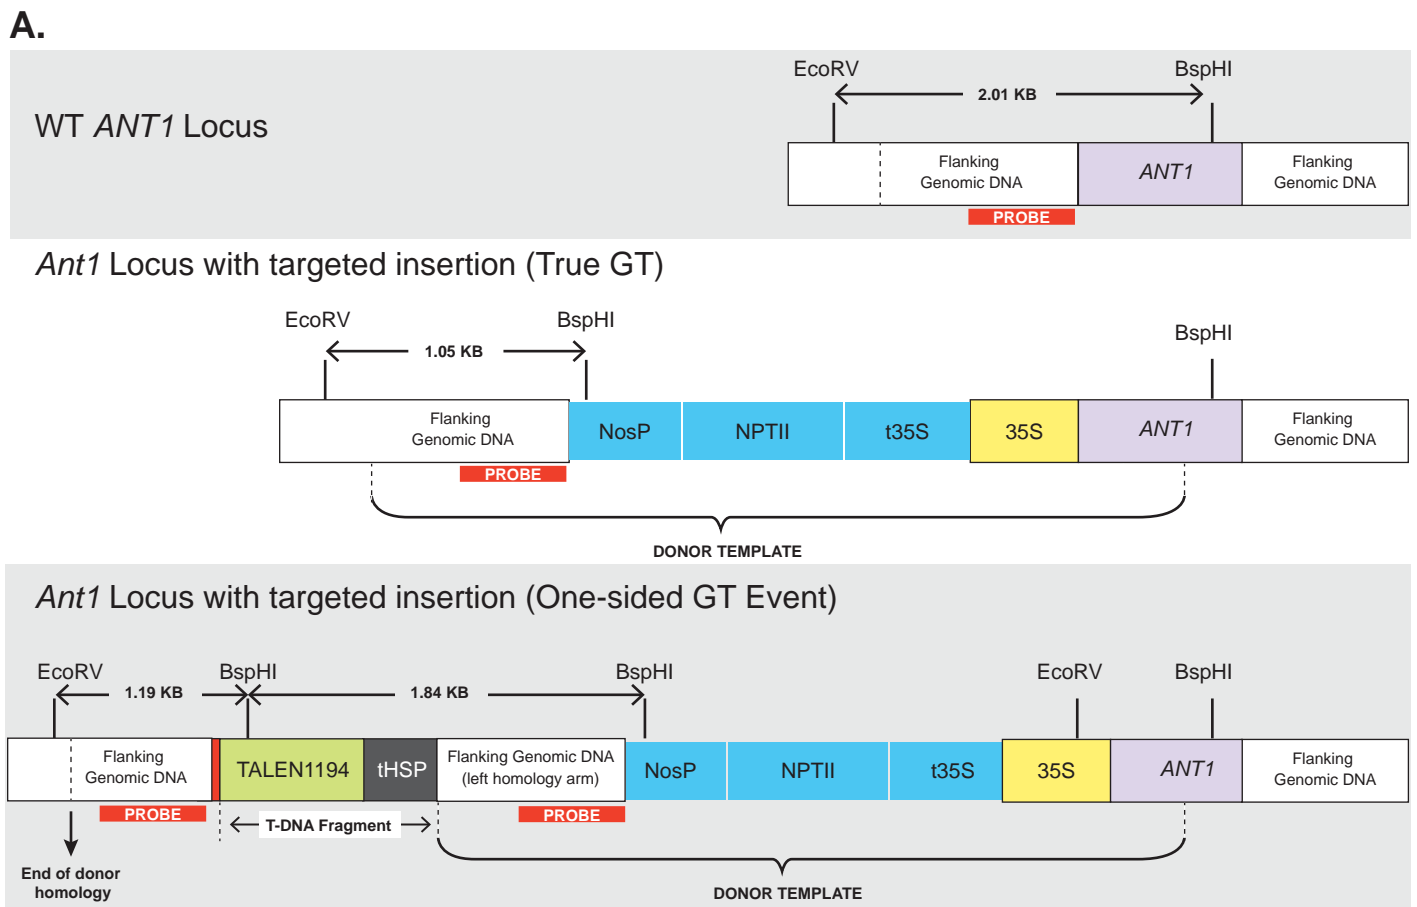 A.
EcoRV BspHI
2.01 KB
WT ANT1 Locus
Flanking
Genomic DNA
ANT1
Flanking
Genomic DNA
PROBE
Ant1 Locus with targeted insertion (True GT)
EcoRV BspHI BspHI
1.05 KB
Flanking
Genomic DNA
NosP NPTII t35S 35S ANT1
Flanking
Genomic DNA
PROBE
DONOR TEMPLATE
Ant1 Locus with targeted insertion (One-sided GT Event)
EcoRV BspHI BspHI EcoRV BspHI
1.19 KB 1.84 KB
Flanking
Genomic DNA
TALEN1194 tHSP
Flanking Genomic DNA
(left homology arm)
NosP NPTII t35S 35S ANT1
Flanking
Genomic DNA
PROBE PROBE
T-DNA Fragment
End of donor
homology
DONOR TEMPLATE